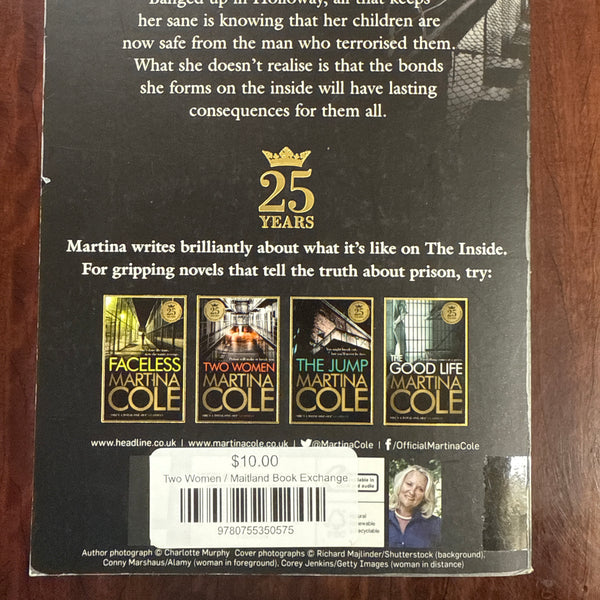 Banged up in Holloway, all that keeps
her sane is knowing that her children are
now safe from the man who terrorised them.
What she doesn't realise is that the bonds
she forms on the inside will have lasting
consequences for them all.
25
YEARS
Martina writes brilliantly about what it's like on The Inside.
For gripping novels that tell the truth about prison, try:
25
FACELESS
MARTINA
COLE
25
TWO WOMEN
MARTINA
COLE
25
THE JUMP
MARTINA
COLE
25
THE
GOOD LIFE
MARTINA
COLE
www.headline.co.uk | www.martinacole.co.uk | @MartinaCole | f/OfficialMartinaCole
$10.00
Two Women / Maitland Book Exchange
9780755350575
Author photograph © Charlotte Murphy Cover photographs © Richard Majlinder/Shutterstock (background),
Conny Marshaus/Alamy (woman in foreground), Corey Jenkins/Getty Images (woman in distance)